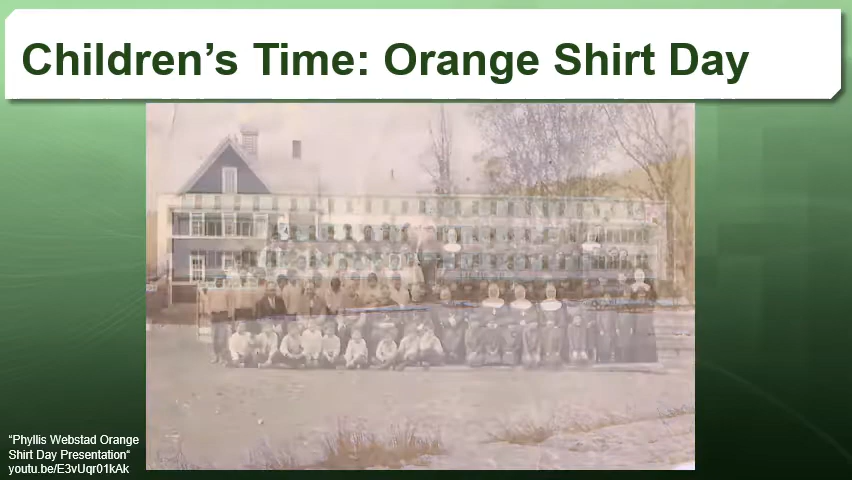 Children’s Time: Orange Shirt Day
“Phyllis Webstad Orange
Shirt Day Presentation“
youtu.be/E3vUqr01kAk